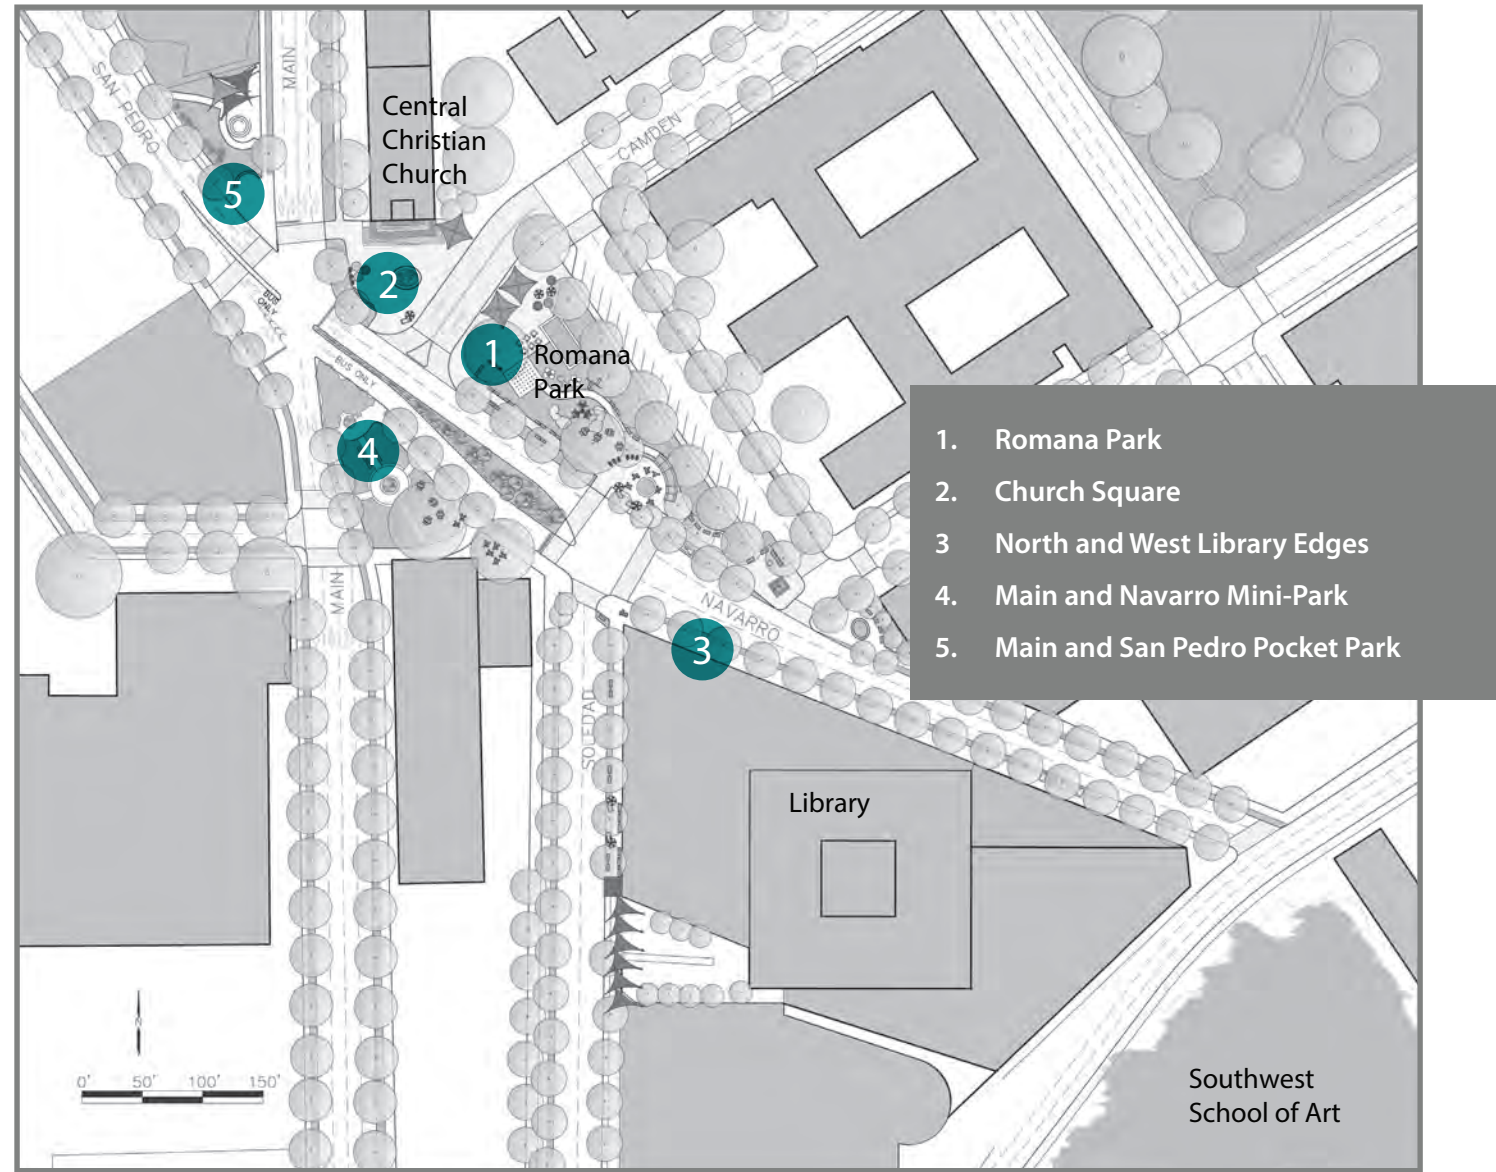 SAN PEDRO
MAIN
Central
Christian
Church
CAMDEN
5
2
BUS
ONLY
1
Romana
Park
BUS ONLY
4
1. Romana Park
2. Church Square
3 North and West Library Edges
4. Main and Navarro Mini-Park
5. Main and San Pedro Pocket Park
MAIN
NAVARRO
3
SOLEDAD
Library
N
0' 50' 100' 150'
Southwest
School of Art